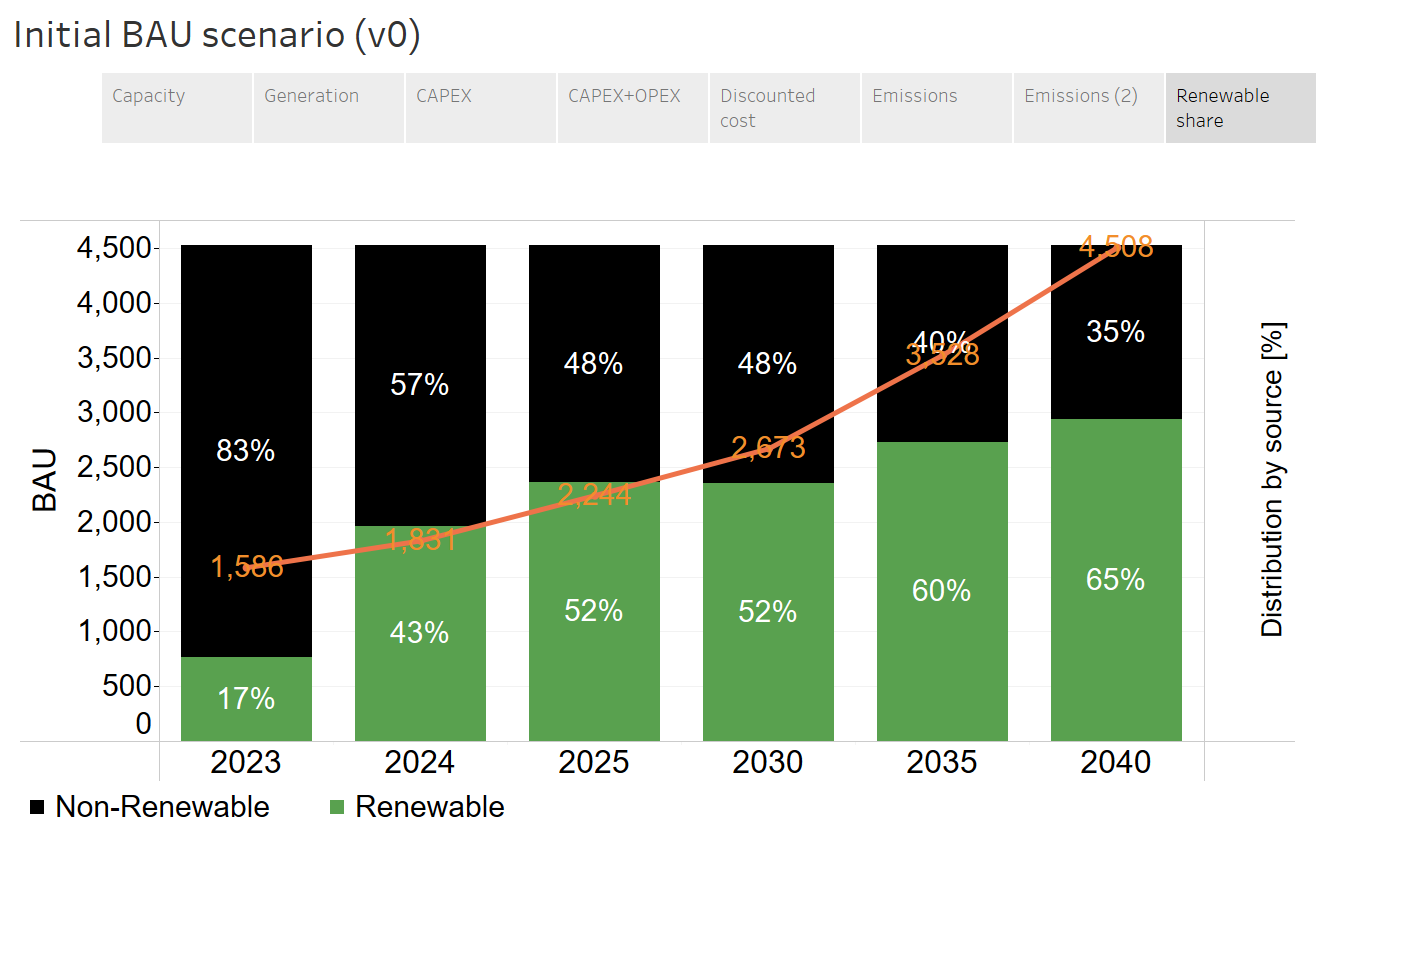 Initial BAU scenario (v0)
Capacity
Generation
CAPEX
CAPEX+OPEX
Discounted
cost
Emissions
Emissions (2)
Renewable
share
BAU
4,500
4,000
3,500
3,000
2,500
2,000
1,500
1,000
500
0
83%
17%
1,586
57%
1,831
43%
48%
2,244
52%
48%
2,673
52%
40%
3,528
60%
4,508
35%
65%
Distribution by source [%]
2023
2024
2025
2030
2035
2040
Non-Renewable
Renewable